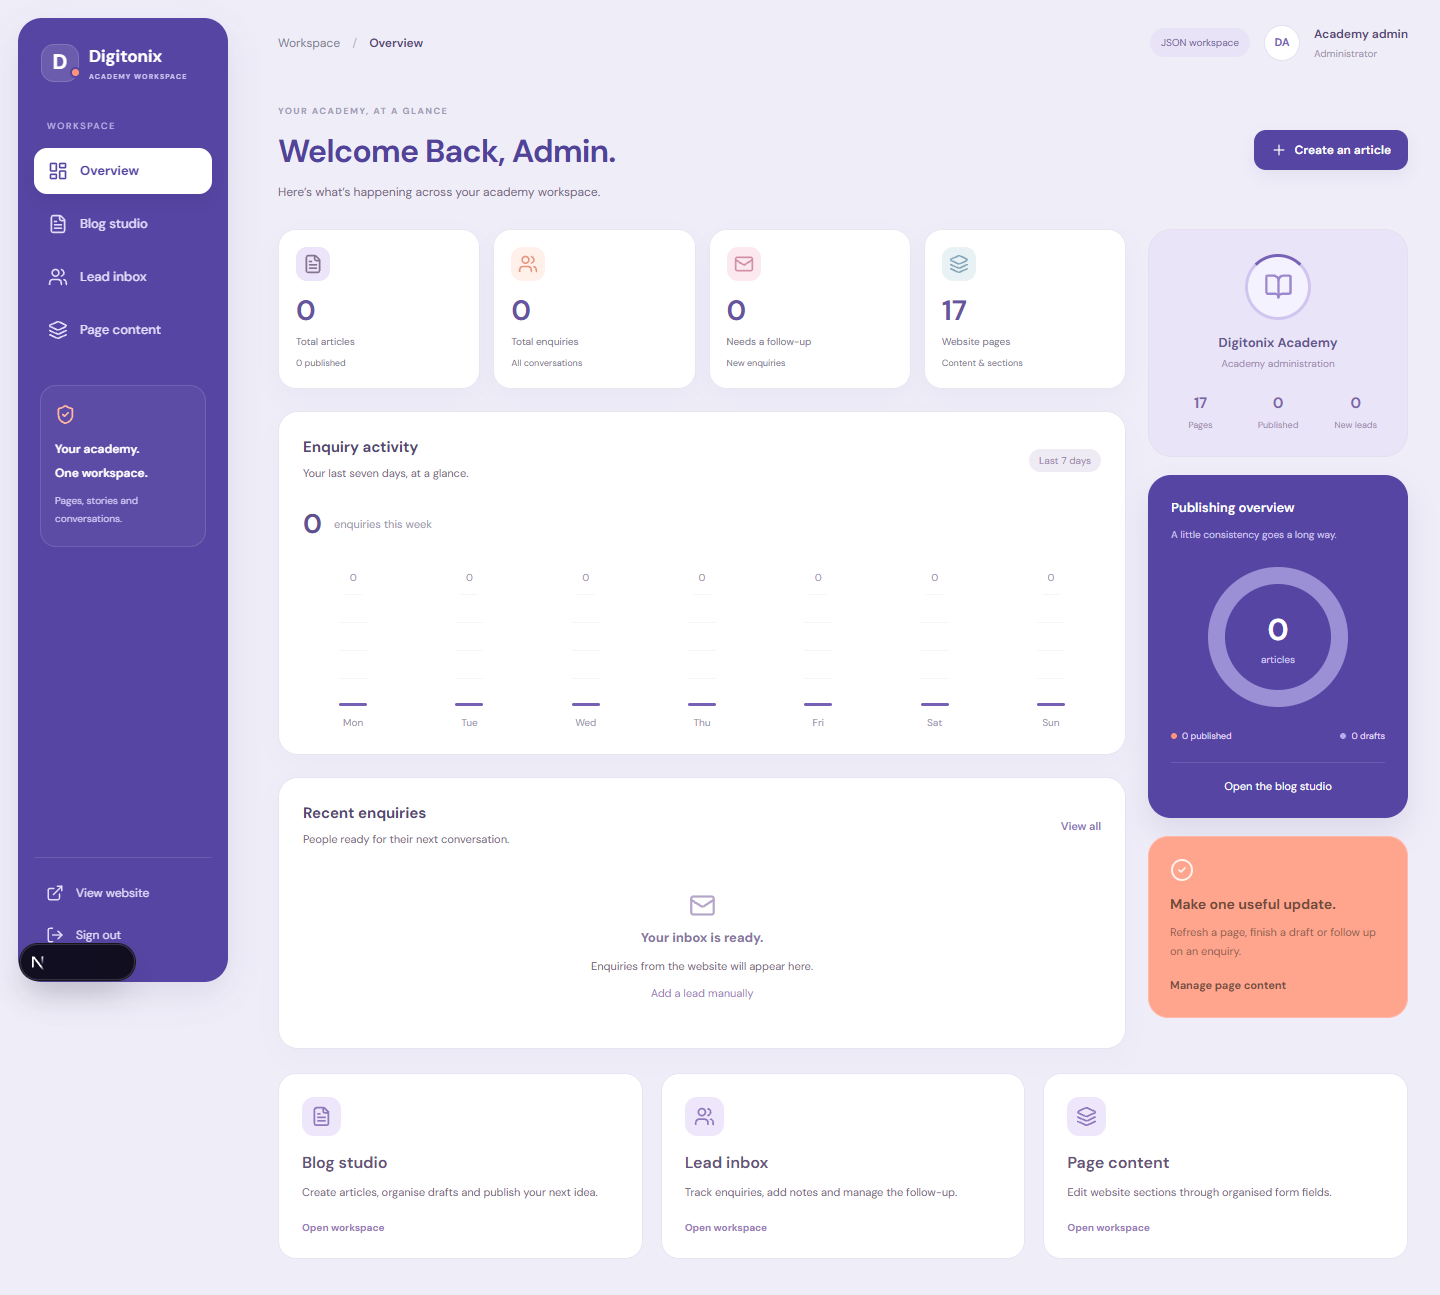 D
Digitonix
ACADEMY WORKSPACE
WORKSPACE
Overview
Blog studio
Lead inbox
Page content
Your academy.
One workspace.
Pages, stories and
conversations.
View website
Sign out
N
Workspace / Overview
JSON workspace
DA
Academy admin
Administrator
YOUR ACADEMY, AT A GLANCE
Welcome Back, Admin.
Here's what's happening across your academy workspace.
Create an article
0
Total articles
0 published
0
Total enquiries
All conversations
0
Needs a follow-up
New enquiries
17
Website pages
Content & sections
Enquiry activity
Your last seven days, at a glance.
Last 7 days
0 enquiries this week
0 0 0 0 0 0 0
Mon Tue Wed Thu Fri Sat Sun
Recent enquiries
People ready for their next conversation.
View all
Your inbox is ready.
Enquiries from the website will appear here.
Add a lead manually
Digitonix Academy
Academy administration
17 0 0
Pages Published New leads
Publishing overview
A little consistency goes a long way.
0
articles
0 published 0 drafts
Open the blog studio
Make one useful update.
Refresh a page, finish a draft or follow up
on an enquiry.
Manage page content
Blog studio
Create articles, organise drafts and publish your next idea.
Open workspace
Lead inbox
Track enquiries, add notes and manage the follow-up.
Open workspace
Page content
Edit website sections through organised form fields.
Open workspace